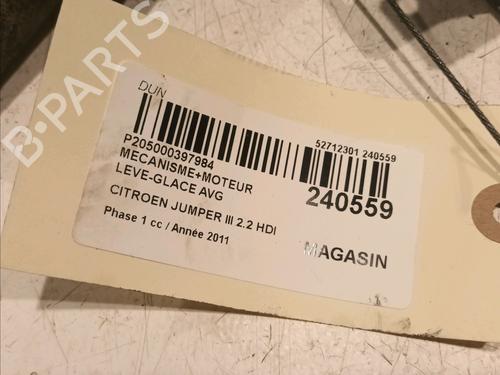 DUN
52712301 240559
P205000397984
MECANISME+MOTEUR
LEVE-GLACE AVG
240559
CITROEN JUMPER III 2.2 HDI
Phase 1 cc / Année 2011
MAGASIN
B-PARTS